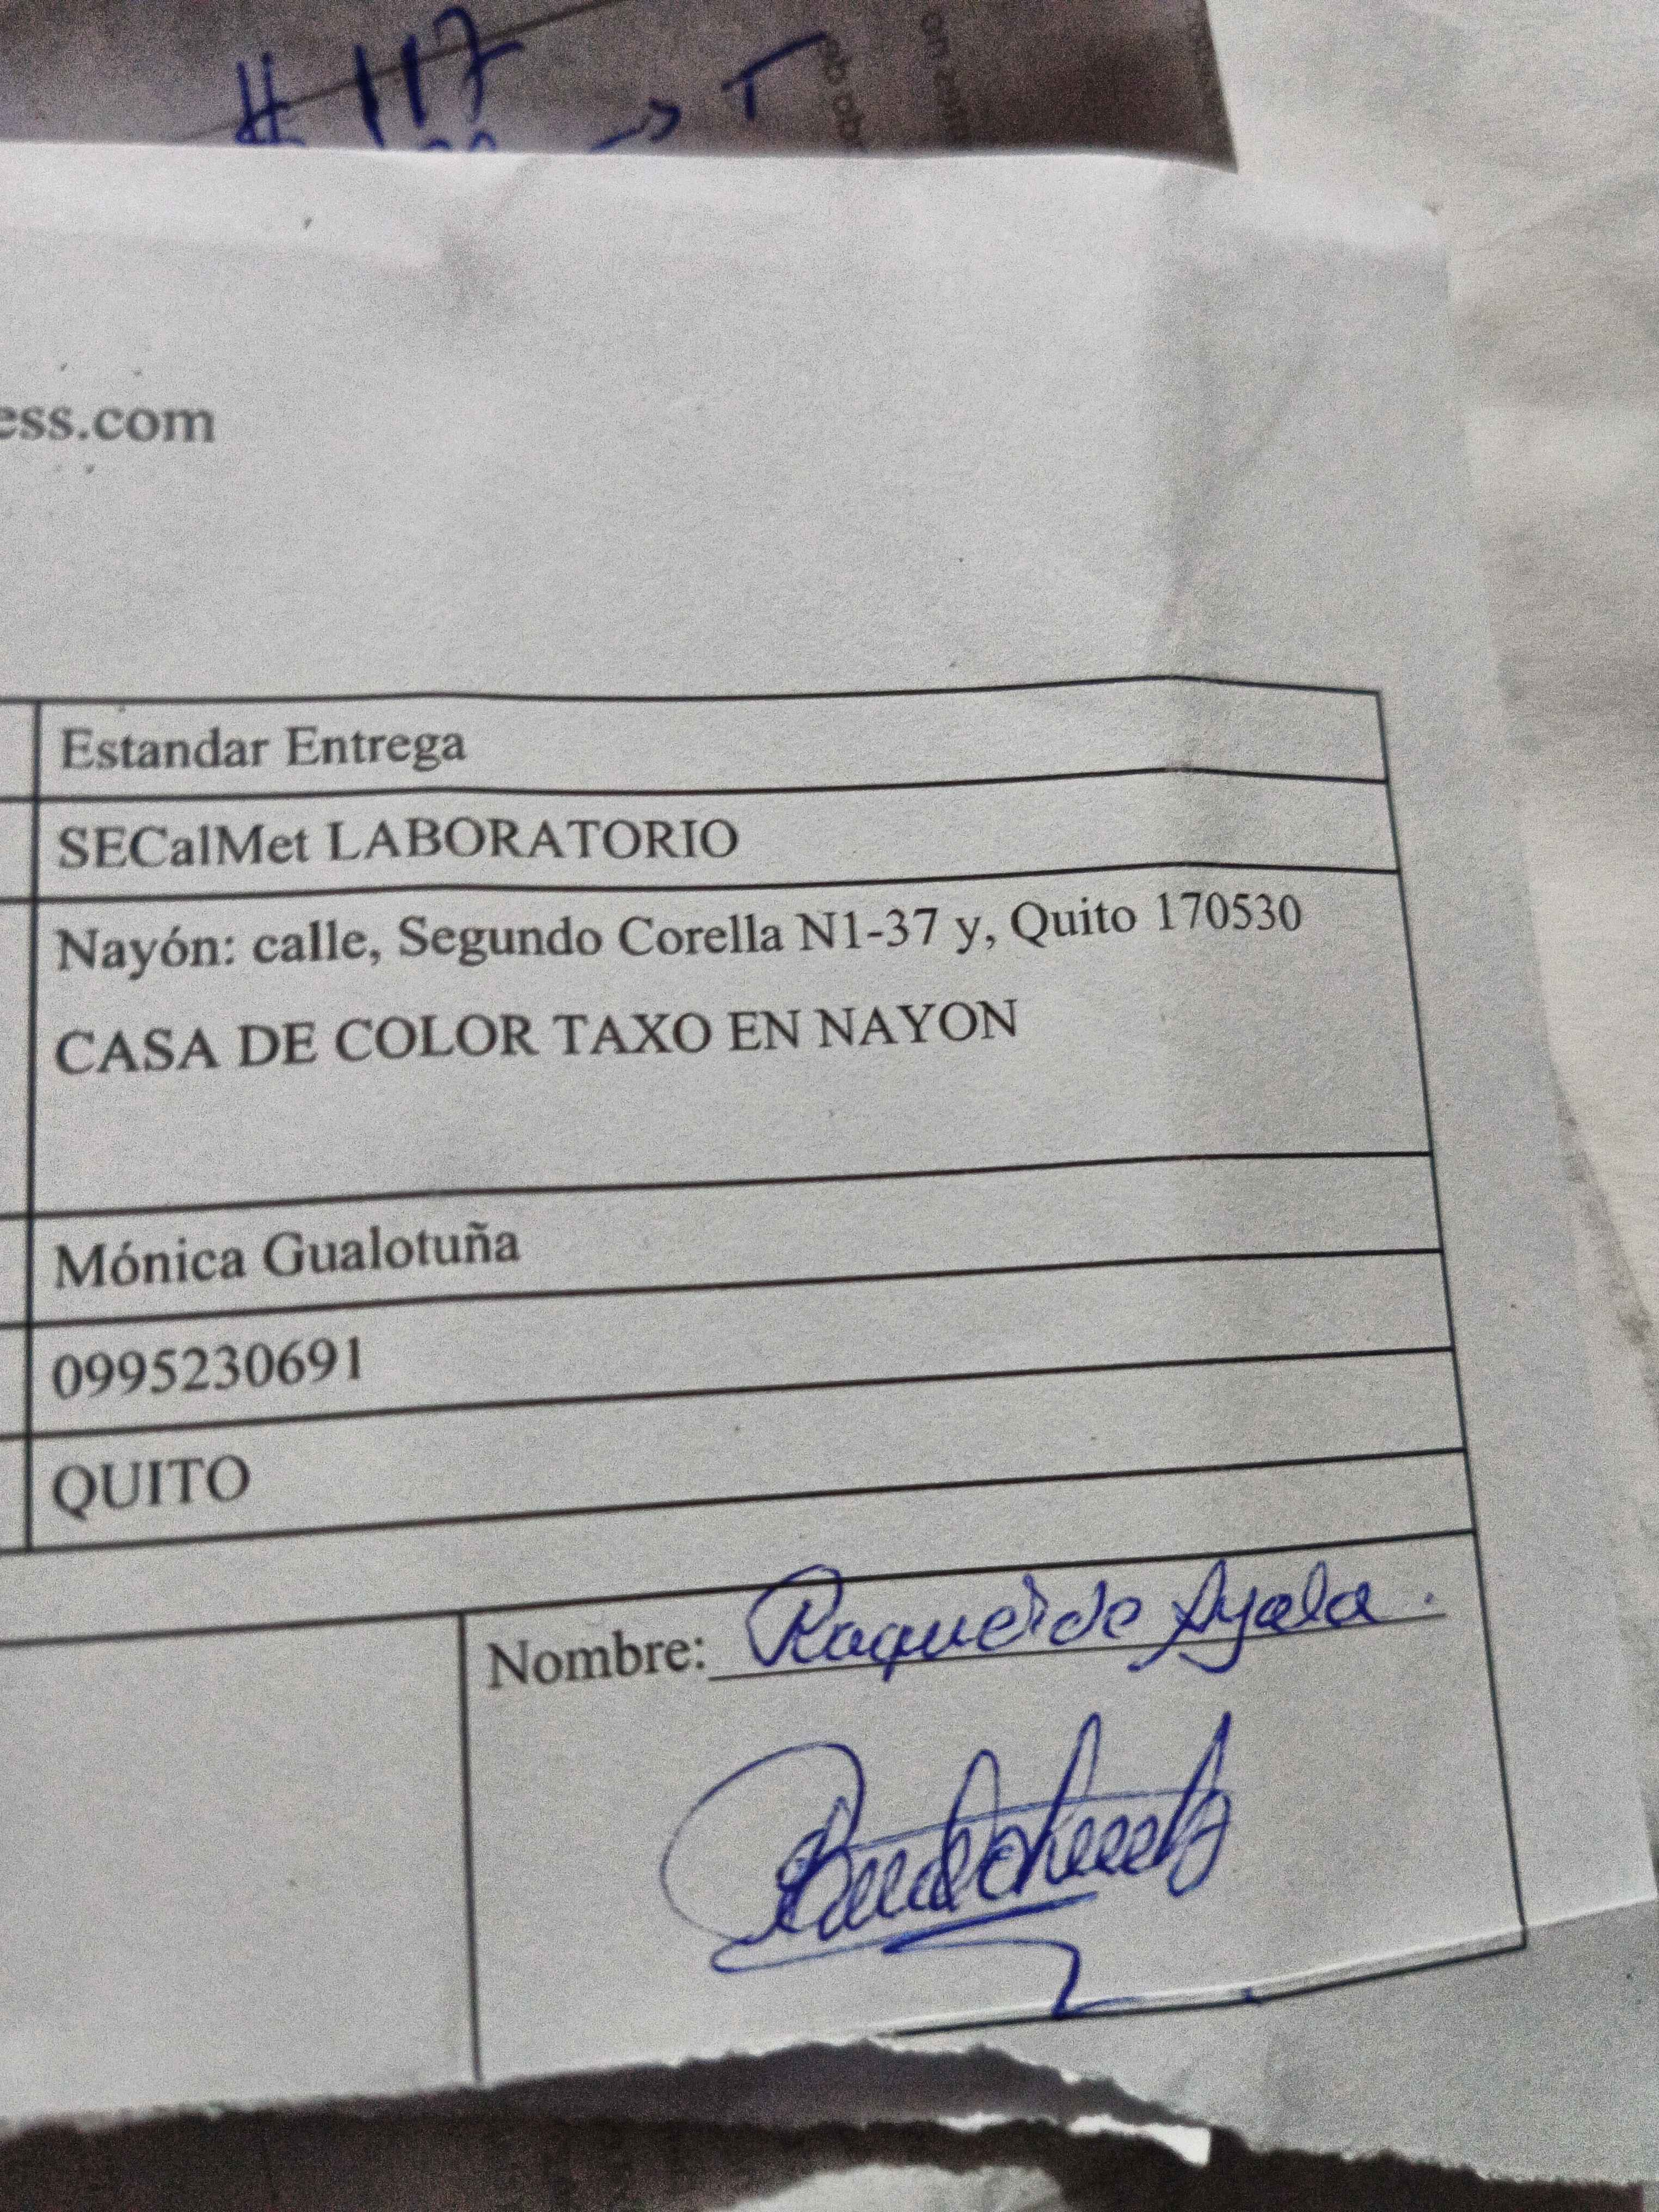 # 117
→ T
ess.com
Estandar Entrega
SECalMet LABORATORIO
Nayón: calle, Segundo Corella N1-37 y, Quito 170530
CASA DE COLOR TAXO EN NAYON
Mónica Gualotuña
0995230691
QUITO
Nombre: Raquel de Ayala.